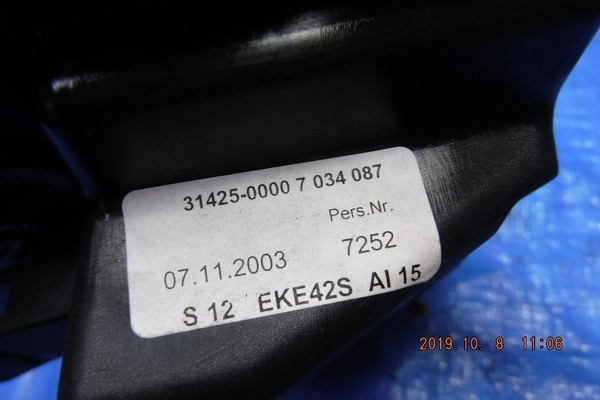 31425-0000 7 034 087
Pers.Nr.
07.11.2003 7252
S 12 EKE42S AI 15
2019.10. 8 11:06